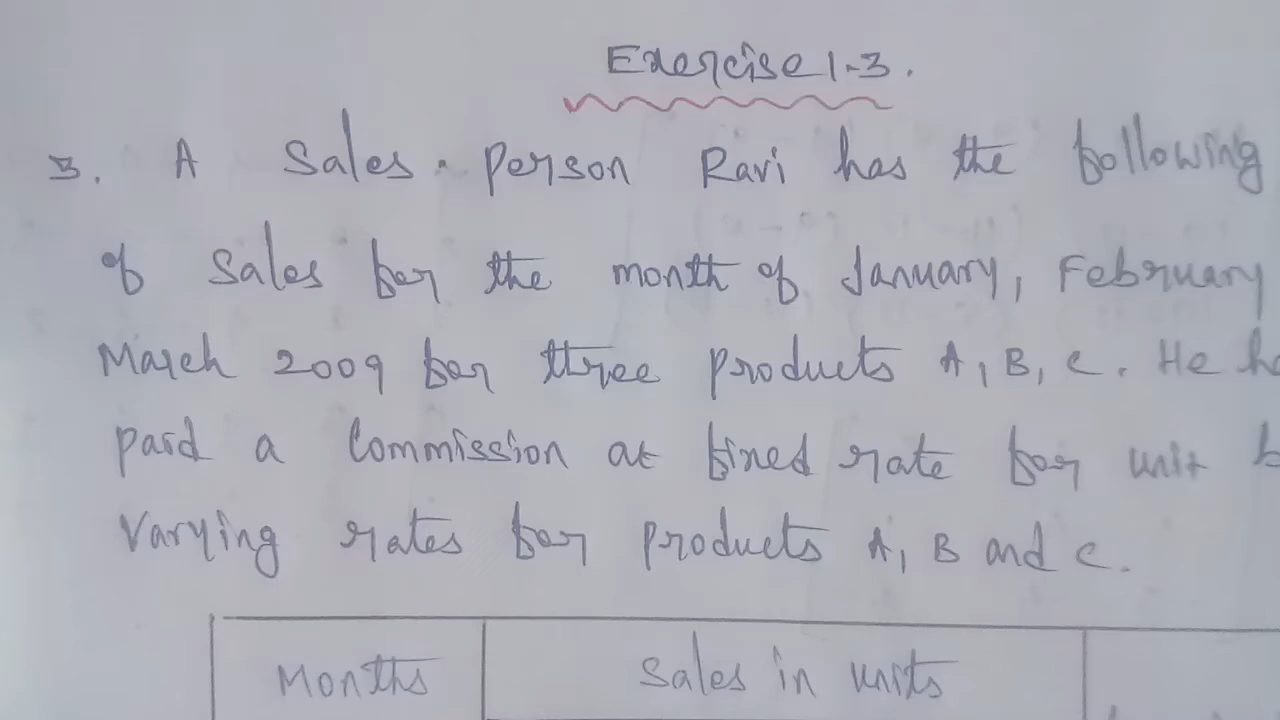 Exercise 1.3.
3. A Sales person Ravi has the following
of sales for the month of January, February
March 2009 for three products A, B, C. He
paid a commission at fixed rate for unit
varying rates for products A, B and C.
Months Sales in units